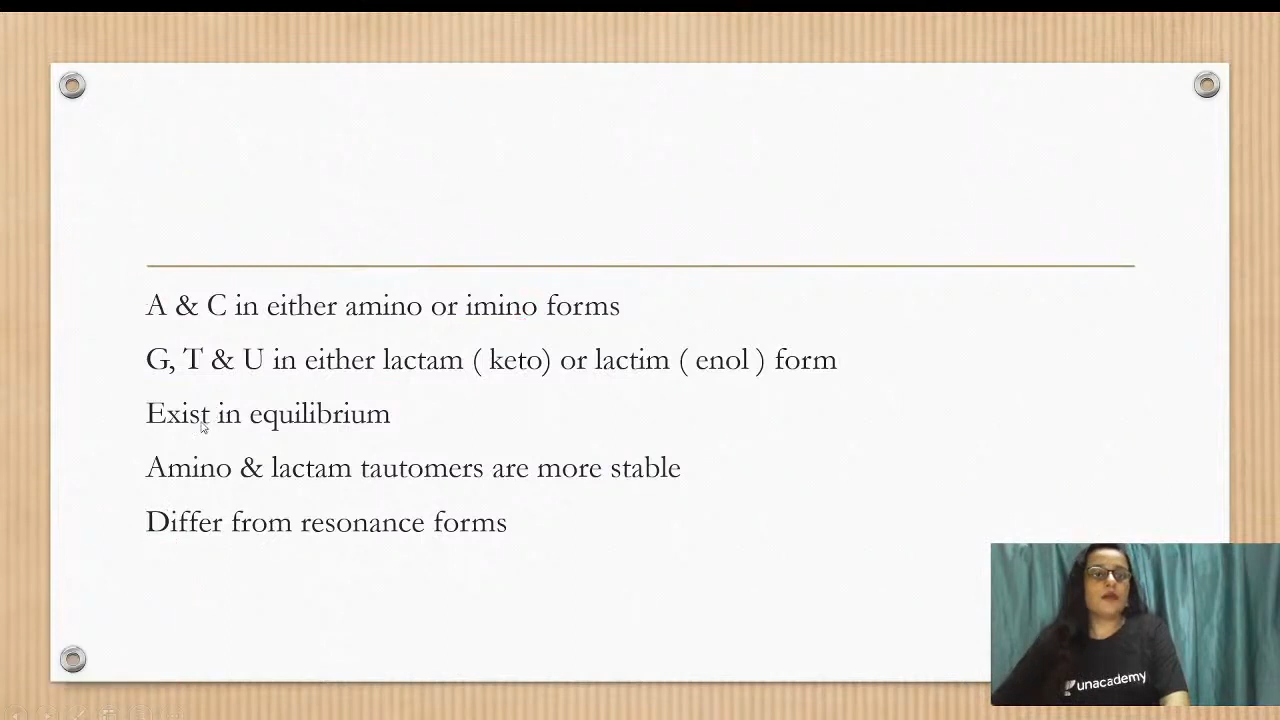 A & C in either amino or imino forms
G, T & U in either lactam ( keto) or lactim ( enol ) form
Exist in equilibrium
Amino & lactam tautomers are more stable
Differ from resonance forms
unacademy